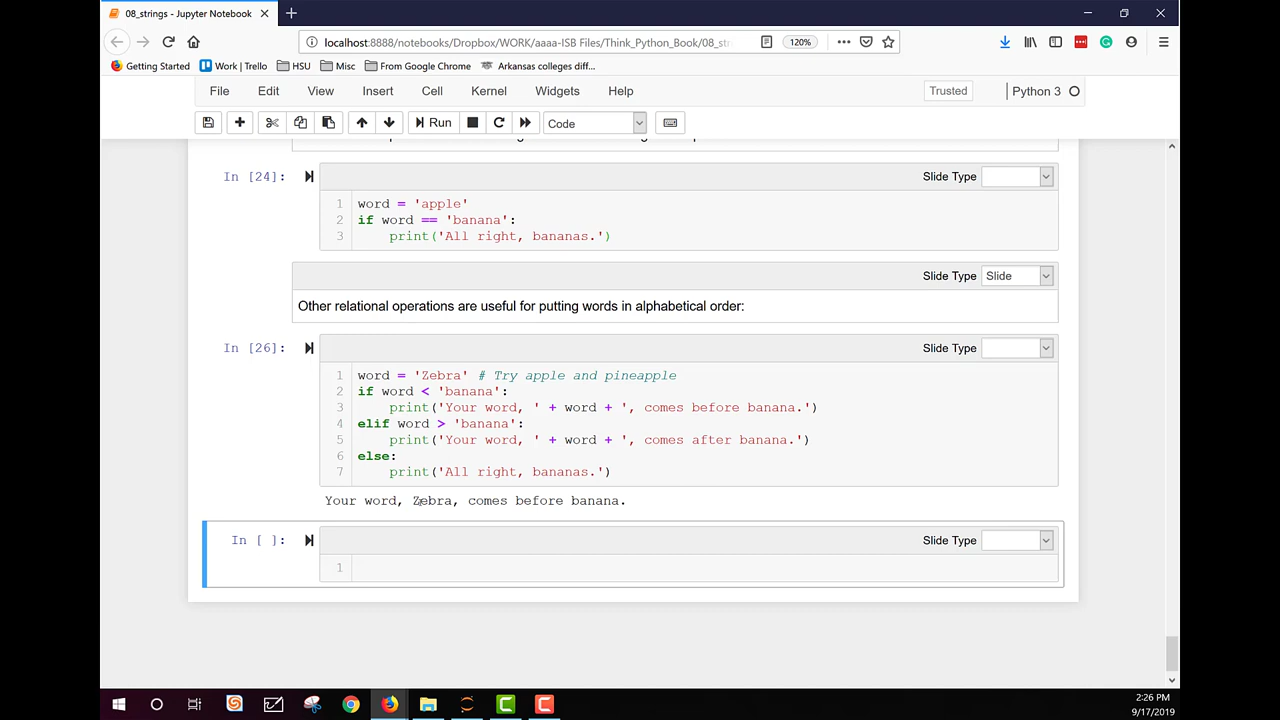 08_strings - Jupyter Notebook
localhost:8888/notebooks/Dropbox/WORK/aaaa-ISB Files/Think_Python_Book/08_str
120%
Getting Started
Work | Trello
HSU
Misc
From Google Chrome
Arkansas colleges diff...
File Edit View Insert Cell Kernel Widgets Help
Trusted
Python 3
Run
Code
In [24]:
Slide Type
1 word = 'apple'
2 if word == 'banana':
3 print('All right, bananas.')
Slide Type Slide
Other relational operations are useful for putting words in alphabetical order:
In [26]:
Slide Type
1 word = 'Zebra' # Try apple and pineapple
2 if word < 'banana':
3 print('Your word, ' + word + ', comes before banana.')
4 elif word > 'banana':
5 print('Your word, ' + word + ', comes after banana.')
6 else:
7 print('All right, bananas.')
Your word, Zebra, comes before banana.
In [ ]:
Slide Type
1
2:26 PM
9/17/2019